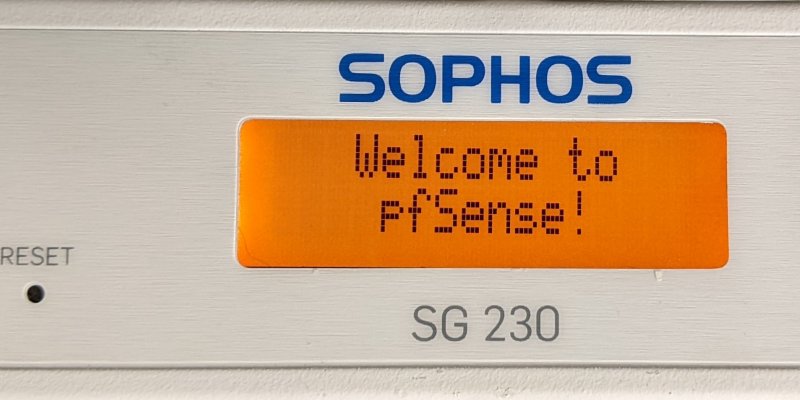 SOPHOS
Welcome to
pfSense!
RESET
SG 230